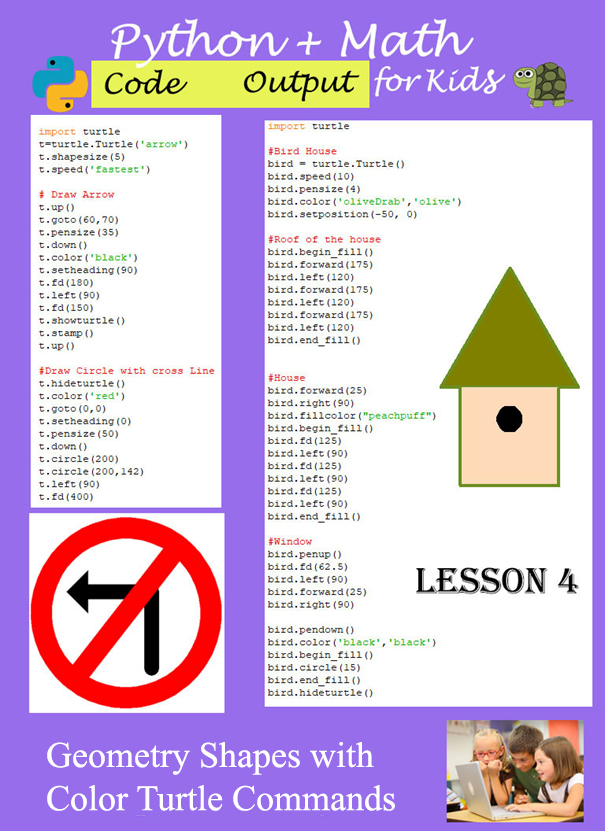 Python + Math
Code Output for Kids
import turtle
t=turtle.Turtle('arrow')
t.shapesize(5)
t.speed('fastest')
# Draw Arrow
t.up()
t.goto(60,70)
t.pensize(35)
t.down()
t.color('black')
t.setheading(90)
t.fd(180)
t.left(90)
t.fd(150)
t.showturtle()
t.stamp()
t.up()
#Draw Circle with cross Line
t.hideturtle()
t.color('red')
t.goto(0,0)
t.setheading(0)
t.pensize(50)
t.down()
t.circle(200)
t.circle(200,142)
t.left(90)
t.fd(400)
import turtle
#Bird House
bird = turtle.Turtle()
bird.speed(10)
bird.pensize(4)
bird.color('oliveDrab','olive')
bird.setposition(-50, 0)
#Roof of the house
bird.begin_fill()
bird.forward(175)
bird.left(120)
bird.forward(175)
bird.left(120)
bird.forward(175)
bird.left(120)
bird.end_fill()
#House
bird.forward(25)
bird.right(90)
bird.fillcolor("peachpuff")
bird.begin_fill()
bird.fd(125)
bird.left(90)
bird.fd(125)
bird.left(90)
bird.fd(125)
bird.left(90)
bird.end_fill()
#Window
bird.penup()
bird.fd(62.5)
bird.left(90)
bird.forward(25)
bird.right(90)
bird.pendown()
bird.color('black','black')
bird.begin_fill()
bird.circle(15)
bird.end_fill()
bird.hideturtle()
LESSON 4
Geometry Shapes with
Color Turtle Commands